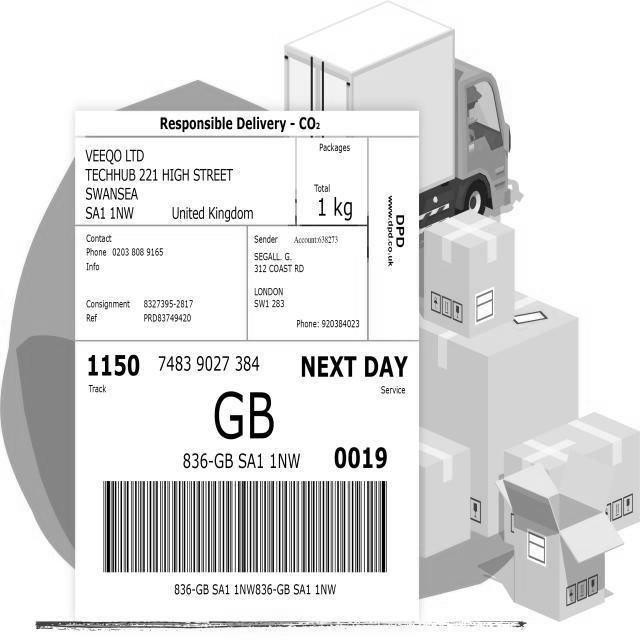 Responsible Delivery - CO₂
VEEQO LTD
TECHHUB 221 HIGH STREET
SWANSEA
SA1 1NW United Kingdom
Packages
Total
1 kg
DPD
www.dpd.co.uk
Contact
Phone 0203 808 9165
Info
Consignment 8327395-2817
Ref PRD83749420
Sender Account:638273
SEGALL. G.
312 COAST RD
LONDON
SW1 283
Phone: 920384023
1150 7483 9027 384 NEXT DAY
Track Service
GB
836-GB SA1 1NW 0019
836-GB SA1 1NW836-GB SA1 1NW